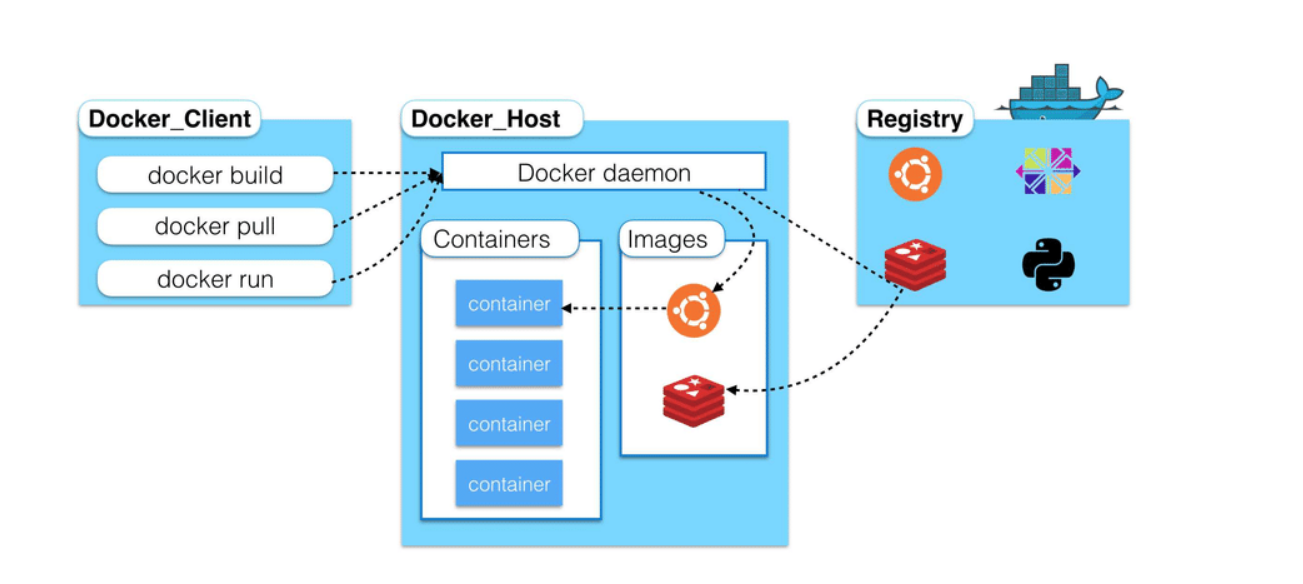 Docker_Client
docker build
docker pull
docker run
Docker_Host
Docker daemon
Containers
container
container
container
container
Images
Registry